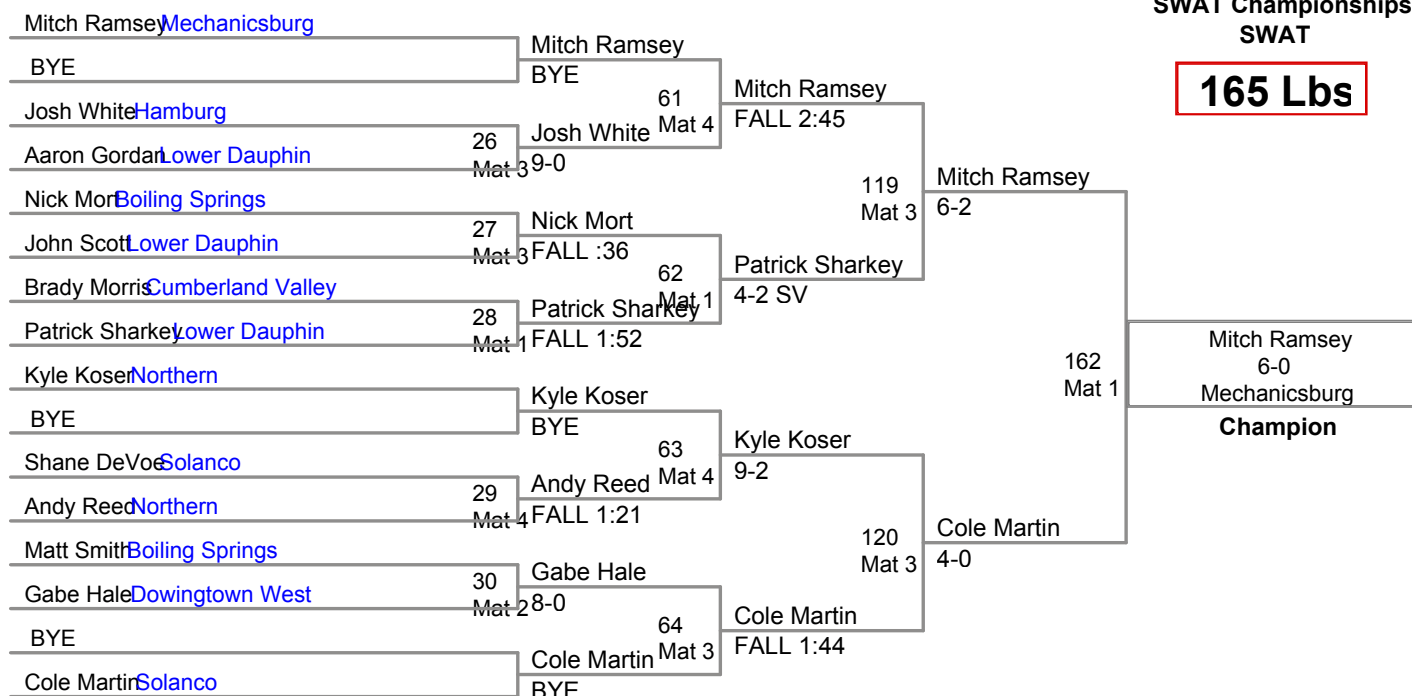 SWAT Championships
SWAT
165 Lbs
Mitch Ramsey Mechanicsburg
BYE
Josh White Hamburg
Aaron Gordan Lower Dauphin
Nick Mort Boiling Springs
John Scott Lower Dauphin
Brady Morris Cumberland Valley
Patrick Sharkey Lower Dauphin
Kyle Koser Northern
BYE
Shane DeVoe Solanco
Andy Reed Northern
Matt Smith Boiling Springs
Gabe Hale Dowingtown West
BYE
Cole Martin Solanco
26
Mat 3
27
Mat 3
28
Mat 1
29
Mat 4
30
Mat 2
Mitch Ramsey
BYE
Josh White
9-0
Nick Mort
FALL :36
Patrick Sharkey
FALL 1:52
Kyle Koser
BYE
Andy Reed
FALL 1:21
Gabe Hale
8-0
Cole Martin
BYE
61
Mat 4
62
Mat 1
63
Mat 4
64
Mat 3
Mitch Ramsey
FALL 2:45
Patrick Sharkey
4-2 SV
Kyle Koser
9-2
Cole Martin
FALL 1:44
119
Mat 3
120
Mat 3
Mitch Ramsey
6-2
Cole Martin
4-0
162
Mat 1
Mitch Ramsey
6-0
Mechanicsburg
Champion